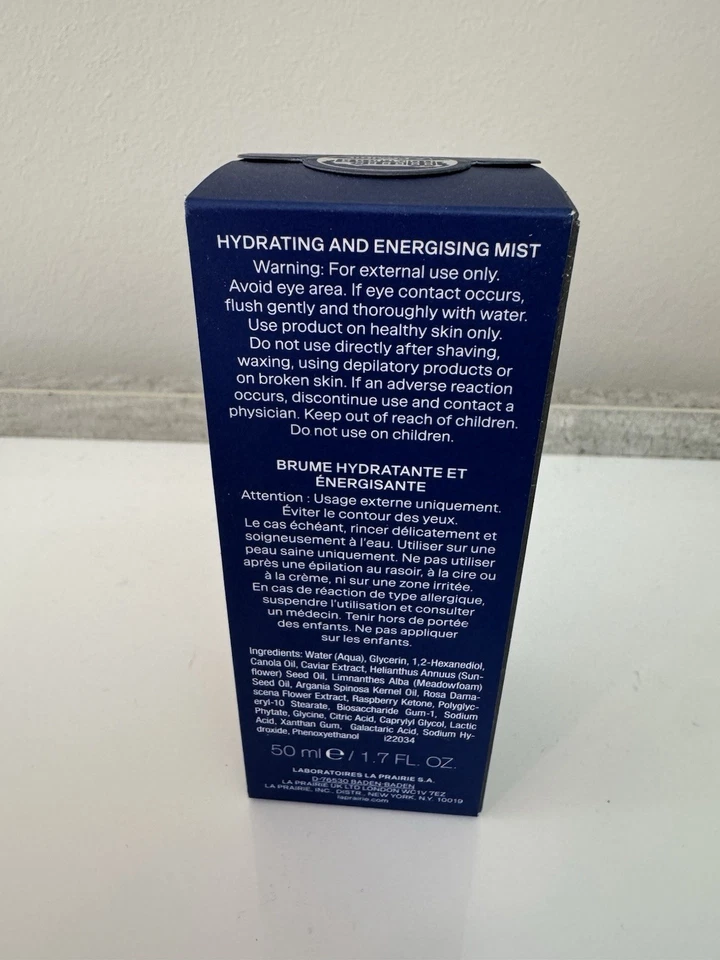 HYDRATING AND ENERGISING MIST
Warning: For external use only.
Avoid eye area. If eye contact occurs,
flush gently and thoroughly with water.
Use product on healthy skin only.
Do not use directly after shaving,
waxing, using depilatory products or
on broken skin. If an adverse reaction
occurs, discontinue use and contact a
physician. Keep out of reach of children.
Do not use on children.
BRUME HYDRATANTE ET
ÉNERGISANTE
Attention : Usage externe uniquement.
Éviter le contour des yeux.
Le cas échéant, rincer délicatement et
soigneusement à l'eau. Utiliser sur une
peau saine uniquement. Ne pas utiliser
après une épilation au rasoir, à la cire ou
à la crème, ni sur une zone irritée.
En cas de réaction de type allergique,
suspendre l'utilisation et consulter
un médecin. Tenir hors de portée
des enfants. Ne pas appliquer
sur les enfants.
Ingredients: Water (Aqua), Glycerin, 1,2-Hexanediol,
Canola Oil, Caviar Extract, Helianthus Annuus (Sun-
flower) Seed Oil, Limnanthes Alba (Meadowfoam)
Seed Oil, Argania Spinosa Kernel Oil, Rosa Dama-
scena Flower Extract, Raspberry Ketone, Polyglyc-
eryl-10 Stearate, Biosaccharide Gum-1, Sodium
Phytate, Glycine, Citric Acid, Caprylyl Glycol, Lactic
Acid, Xanthan Gum, Galactaric Acid, Sodium Hy-
droxide, Phenoxyethanol i22034
50 ml e / 1.7 FL. OZ.
LABORATOIRES LA PRAIRIE S.A.
D-76530 BADEN-BADEN
LA PRAIRIE UK LTD LONDON WC1V 7EZ
LA PRAIRIE, INC., DISTR., NEW YORK, N.Y. 10019
laprairie.com